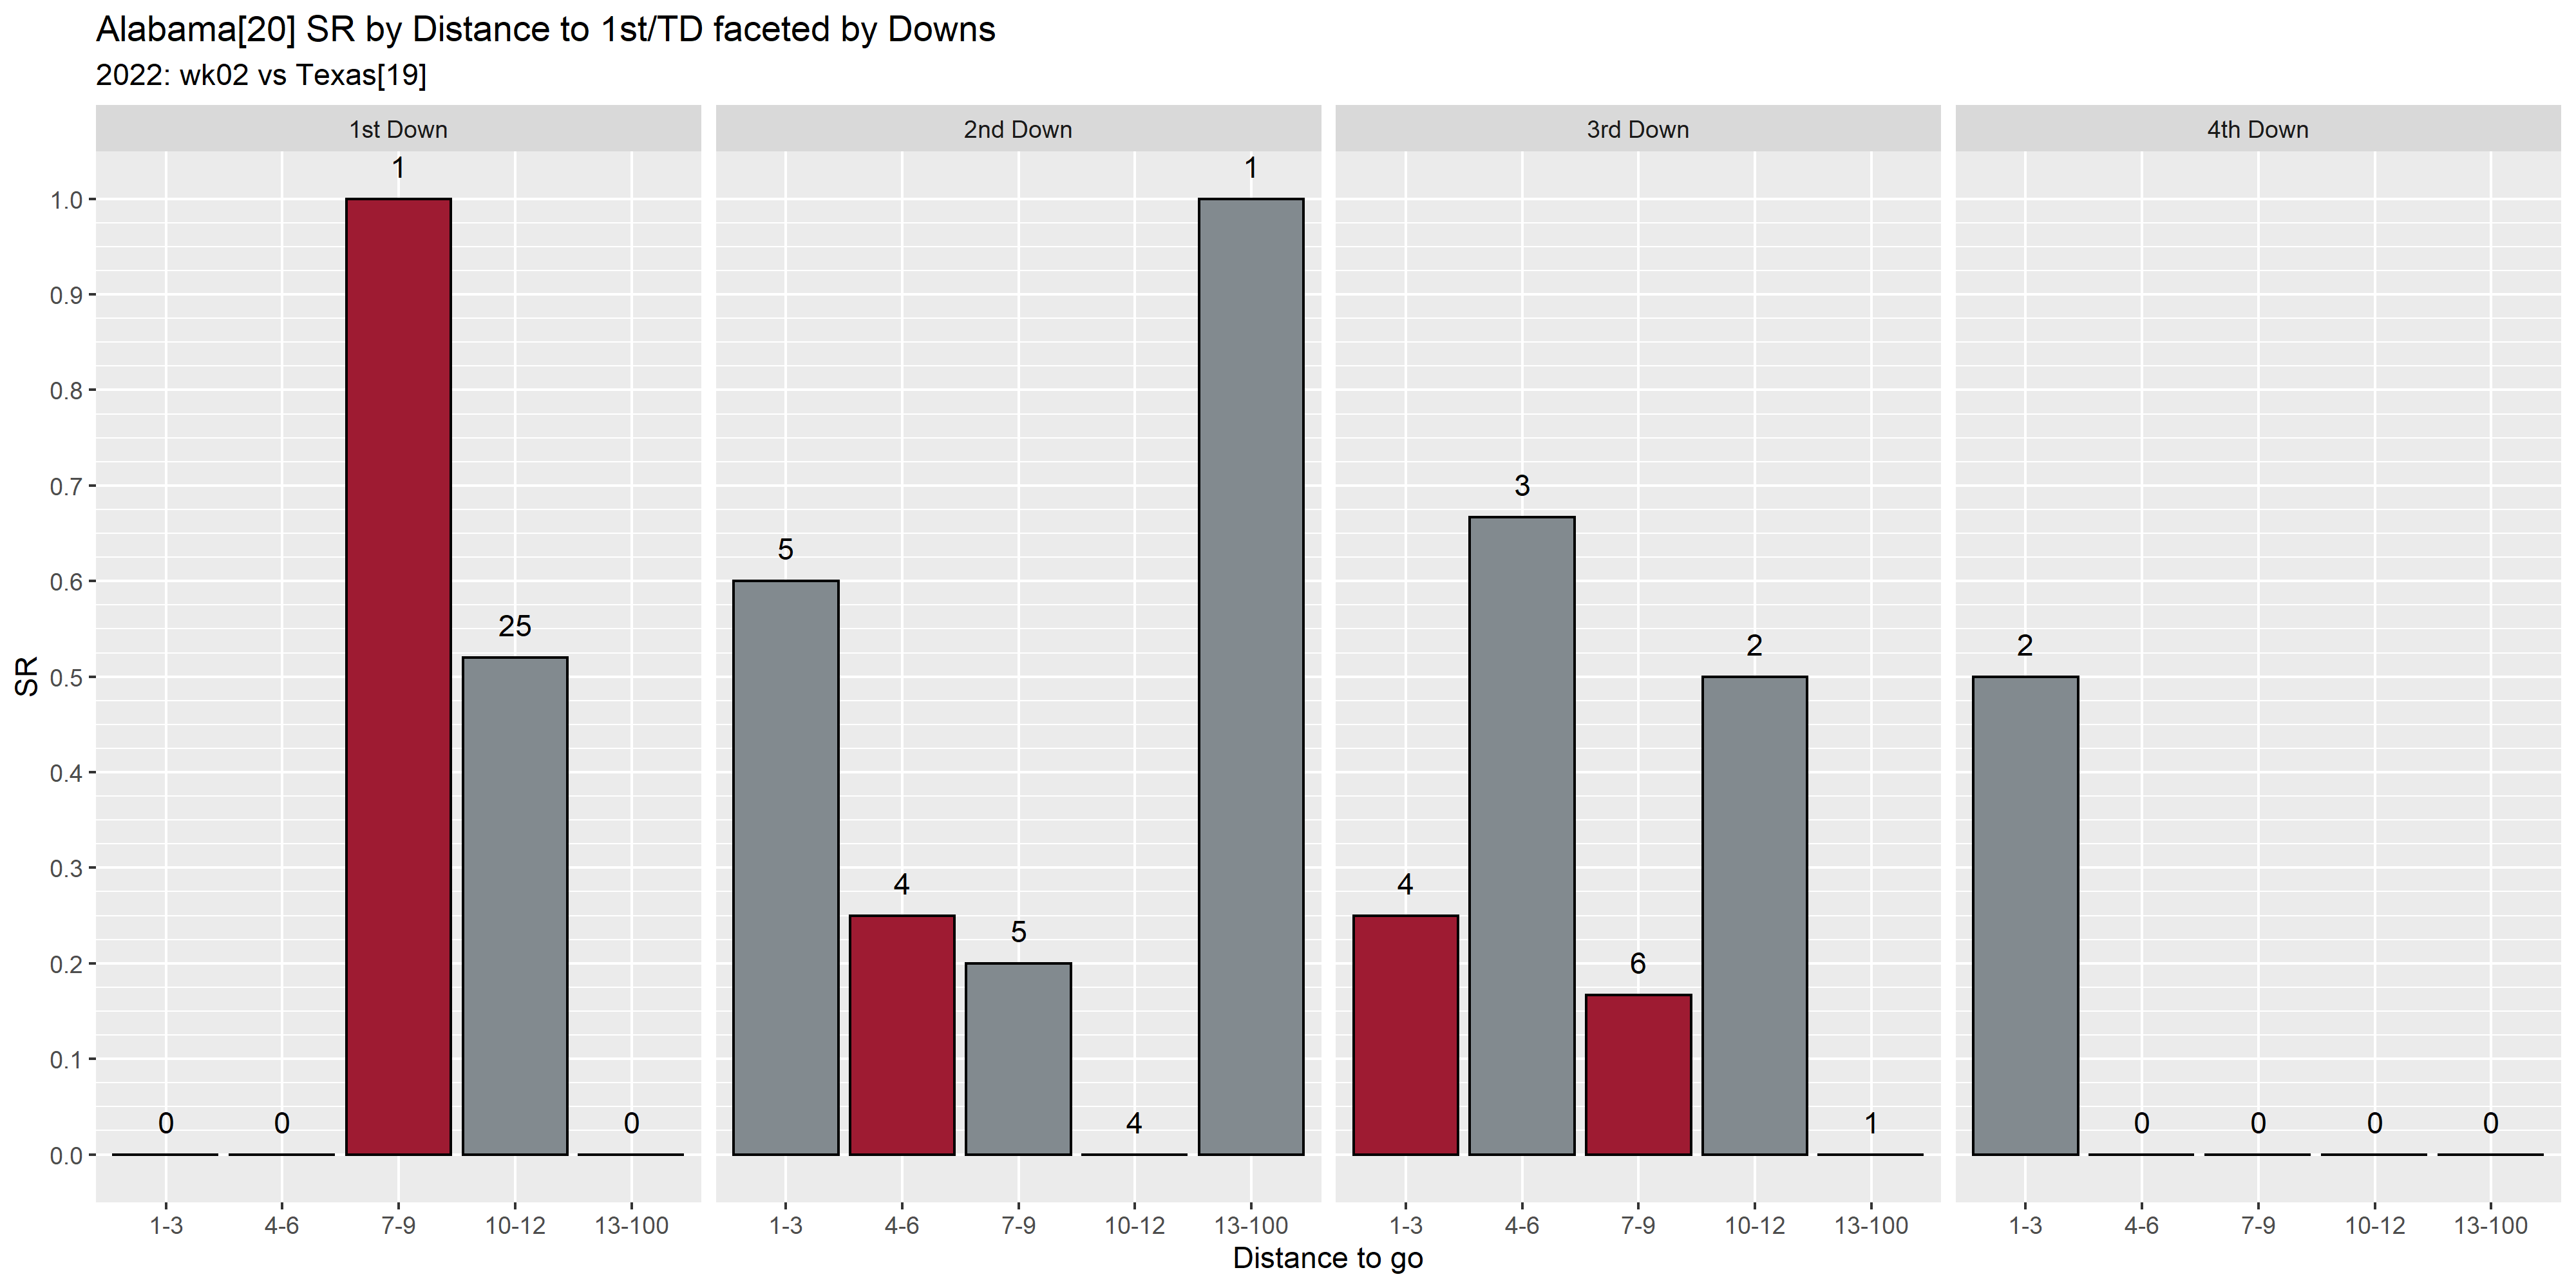 Alabama[20] SR by Distance to 1st/TD faceted by Downs
2022: wk02 vs Texas[19]
1st Down 2nd Down 3rd Down 4th Down
SR
1.0
0.9
0.8
0.7
0.6
0.5
0.4
0.3
0.2
0.1
0.0
0 0 1 25 0
5 4 5 4 1
4 3 6 2 1
2 0 0 0 0
1-3 4-6 7-9 10-12 13-100 1-3 4-6 7-9 10-12 13-100 1-3 4-6 7-9 10-12 13-100 1-3 4-6 7-9 10-12 13-100
Distance to go